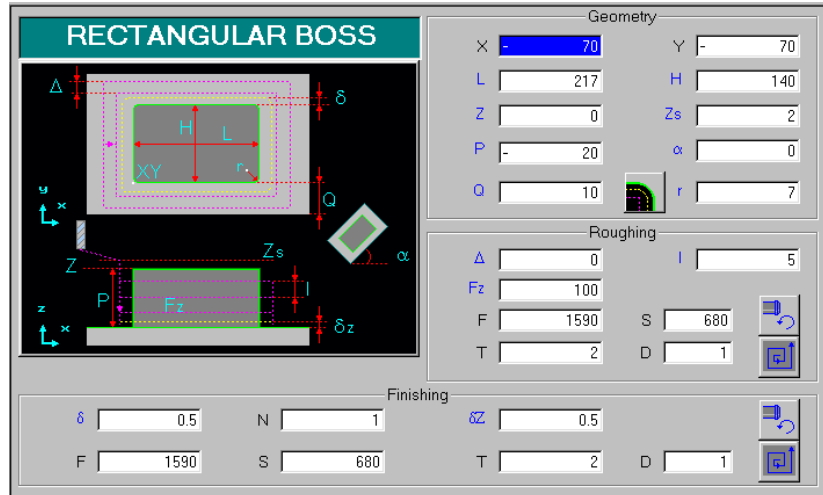 RECTANGULAR BOSS
Δ
δ
H
L
r
XY
Q
y
x
α
Z
Zs
P
Fz
I
δz
z
x
Geometry
X - 70 Y - 70
L 217 H 140
Z 0 Zs 2
P - 20 α 0
Q 10 r 7
Roughing
Δ 0 I 5
Fz 100
F 1590 S 680
T 2 D 1
Finishing
δ 0.5 N 1 δZ 0.5
F 1590 S 680 T 2 D 1